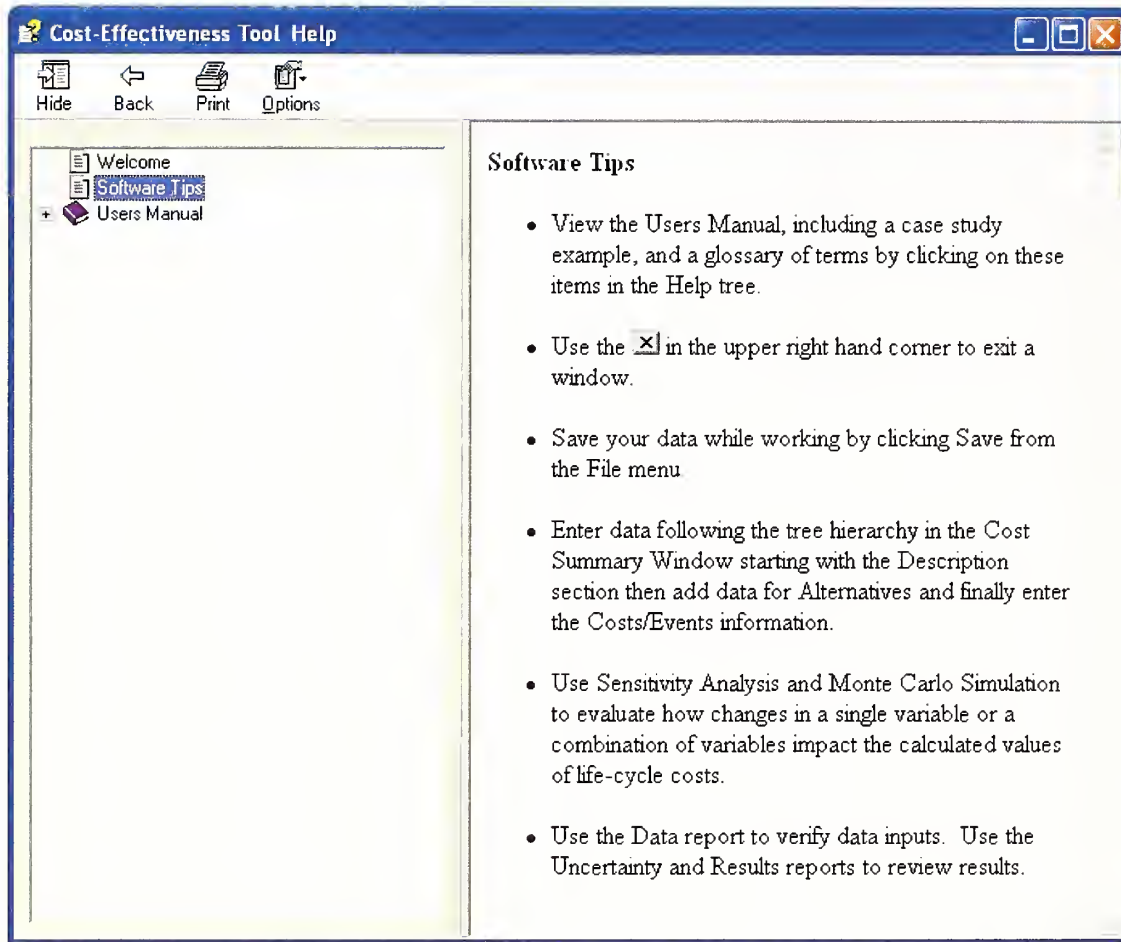 Cost-Effectiveness Tool Help
Hide Back Print Options
Welcome
Software Tips
Users Manual
Software Tips
• View the Users Manual, including a case study
example, and a glossary of terms by clicking on these
items in the Help tree.
• Use the X in the upper right hand corner to exit a
window.
• Save your data while working by clicking Save from
the File menu
• Enter data following the tree hierarchy in the Cost
Summary Window starting with the Description
section then add data for Alternatives and finally enter
the Costs/Events information.
• Use Sensitivity Analysis and Monte Carlo Simulation
to evaluate how changes in a single variable or a
combination of variables impact the calculated values
of life-cycle costs.
• Use the Data report to verify data inputs. Use the
Uncertainty and Results reports to review results.